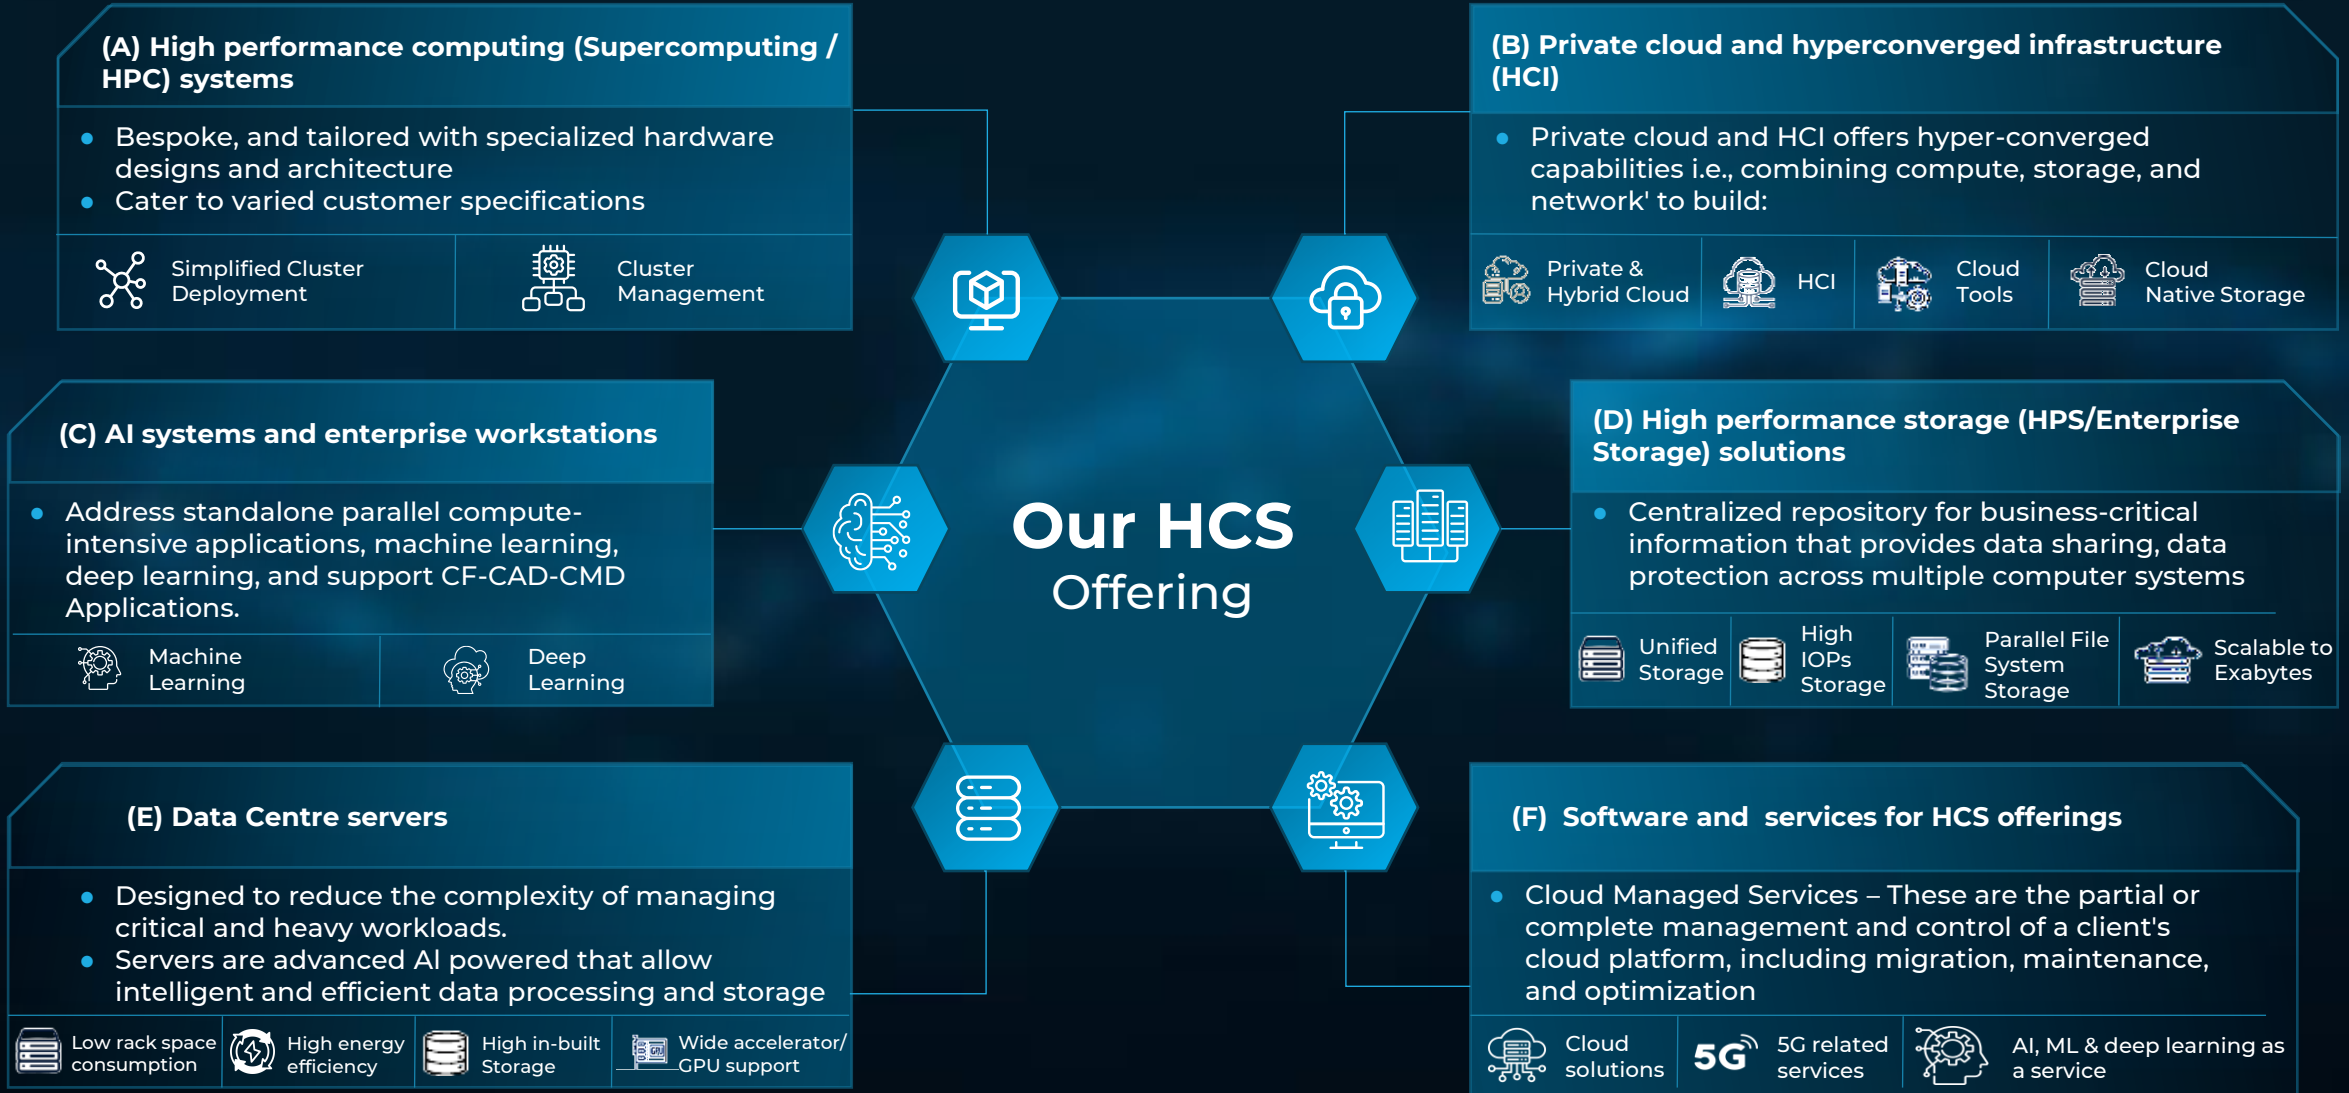 (A) High performance computing (Supercomputing /
HPC) systems
● Bespoke, and tailored with specialized hardware
designs and architecture
● Cater to varied customer specifications
Simplified Cluster
Deployment
Cluster
Management
(B) Private cloud and hyperconverged infrastructure
(HCI)
● Private cloud and HCI offers hyper-converged
capabilities i.e., combining compute, storage, and
network' to build:
Private &
Hybrid Cloud
HCI
Cloud
Tools
Cloud
Native Storage
(C) AI systems and enterprise workstations
● Address standalone parallel compute-
intensive applications, machine learning,
deep learning, and support CF-CAD-CMD
Applications.
Machine
Learning
Deep
Learning
Our HCS
Offering
(D) High performance storage (HPS/Enterprise
Storage) solutions
● Centralized repository for business-critical
information that provides data sharing, data
protection across multiple computer systems
Unified
Storage
High
IOPs
Storage
Parallel File
System
Storage
Scalable to
Exabytes
(E) Data Centre servers
● Designed to reduce the complexity of managing
critical and heavy workloads.
● Servers are advanced AI powered that allow
intelligent and efficient data processing and storage
Low rack space
consumption
High energy
efficiency
High in-built
Storage
Wide accelerator/
GPU support
(F) Software and services for HCS offerings
● Cloud Managed Services – These are the partial or
complete management and control of a client's
cloud platform, including migration, maintenance,
and optimization
Cloud
solutions
5G
5G related
services
AI, ML & deep learning as
a service